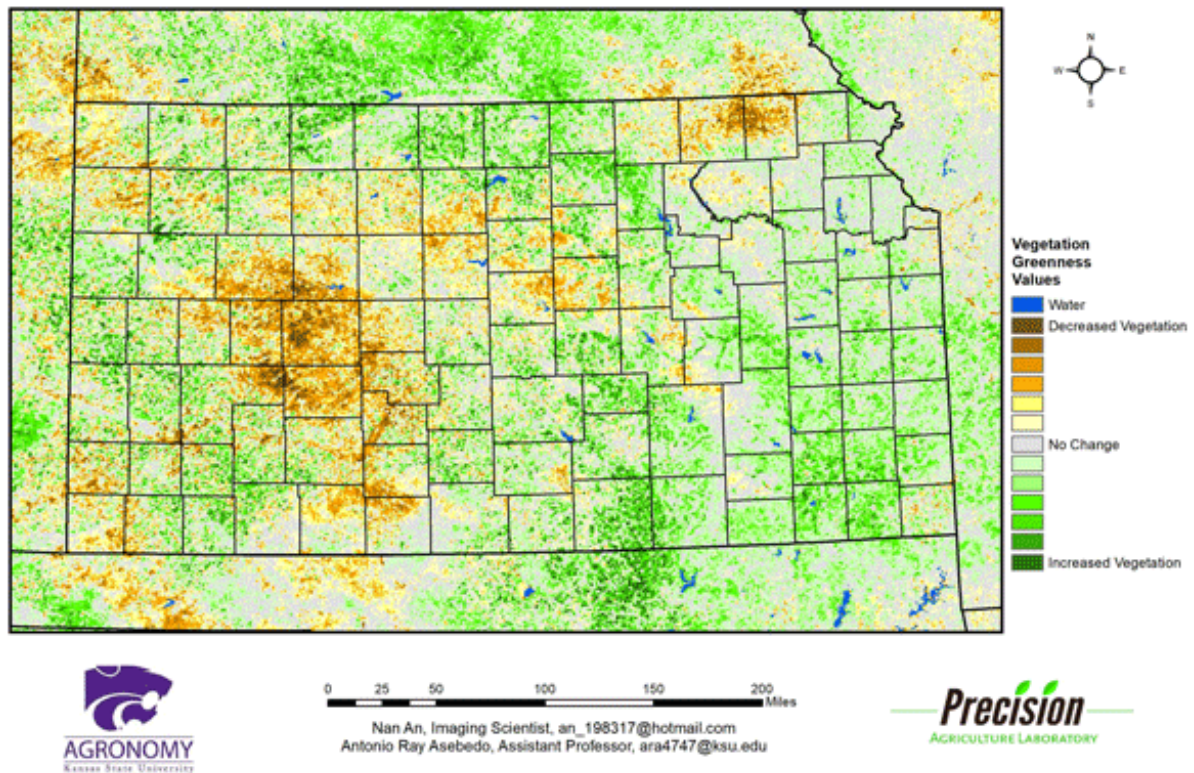 N
W
E
S
Vegetation
Greenness
Values
Water
Decreased Vegetation
No Change
Increased Vegetation
0 25 50 100 150 200
Miles
Nan An, Imaging Scientist, an_198317@hotmail.com
Antonio Ray Asebedo, Assistant Professor, ara4747@ksu.edu
AGRONOMY
Kansas State University
Precision
AGRICULTURE LABORATORY